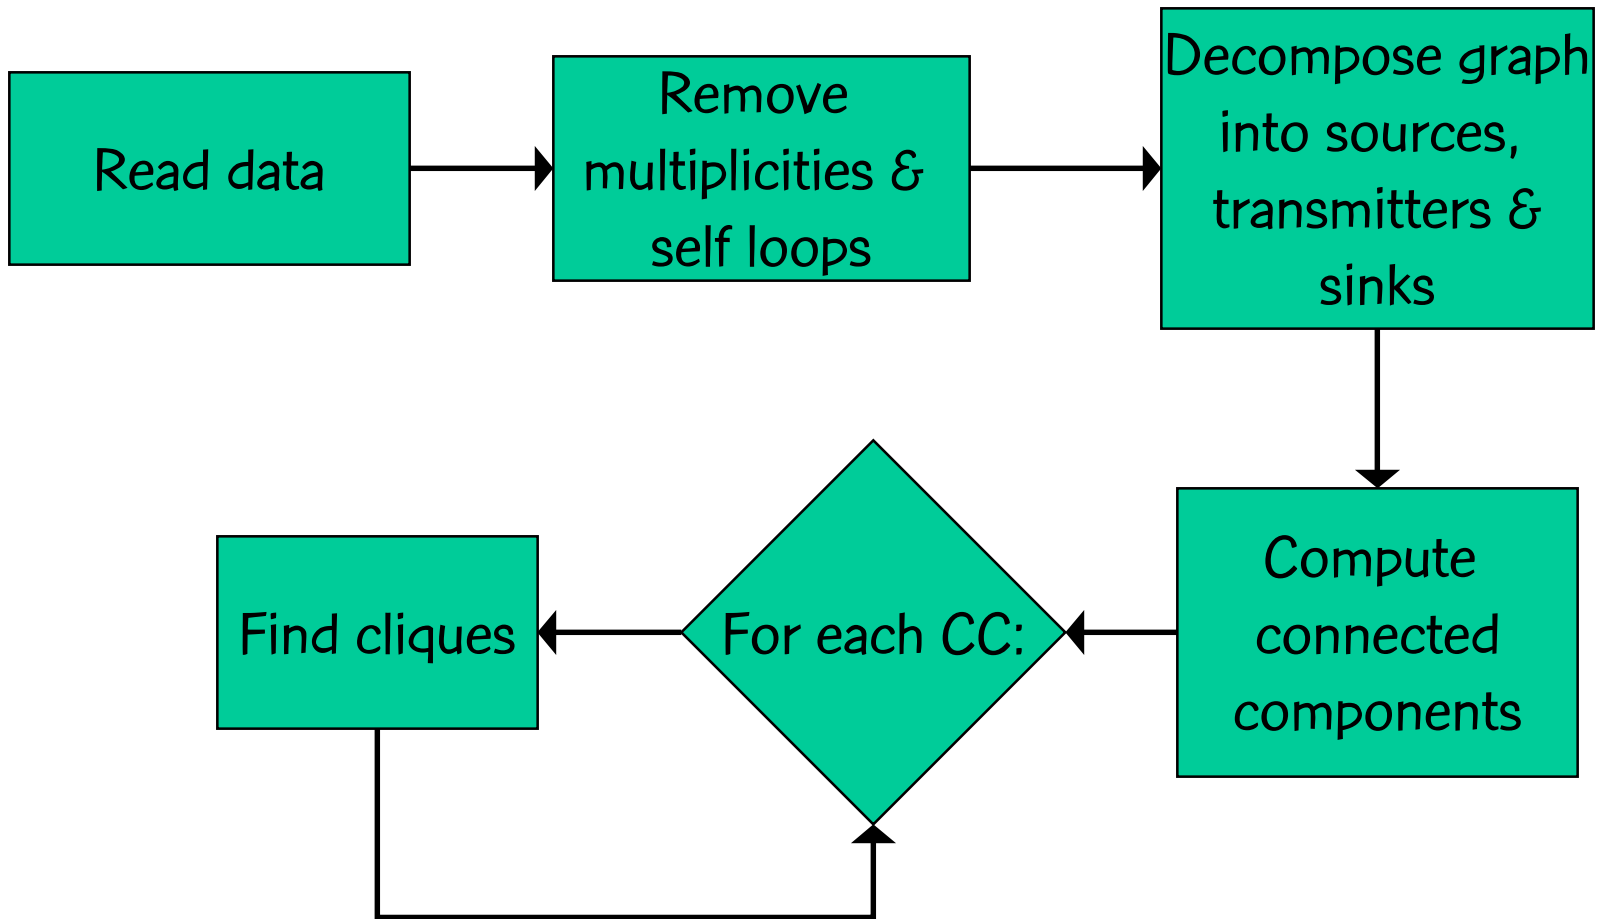 Read data
Remove
multiplicities &
self loops
Decompose graph
into sources,
transmitters &
sinks
Compute
connected
components
For each CC:
Find cliques